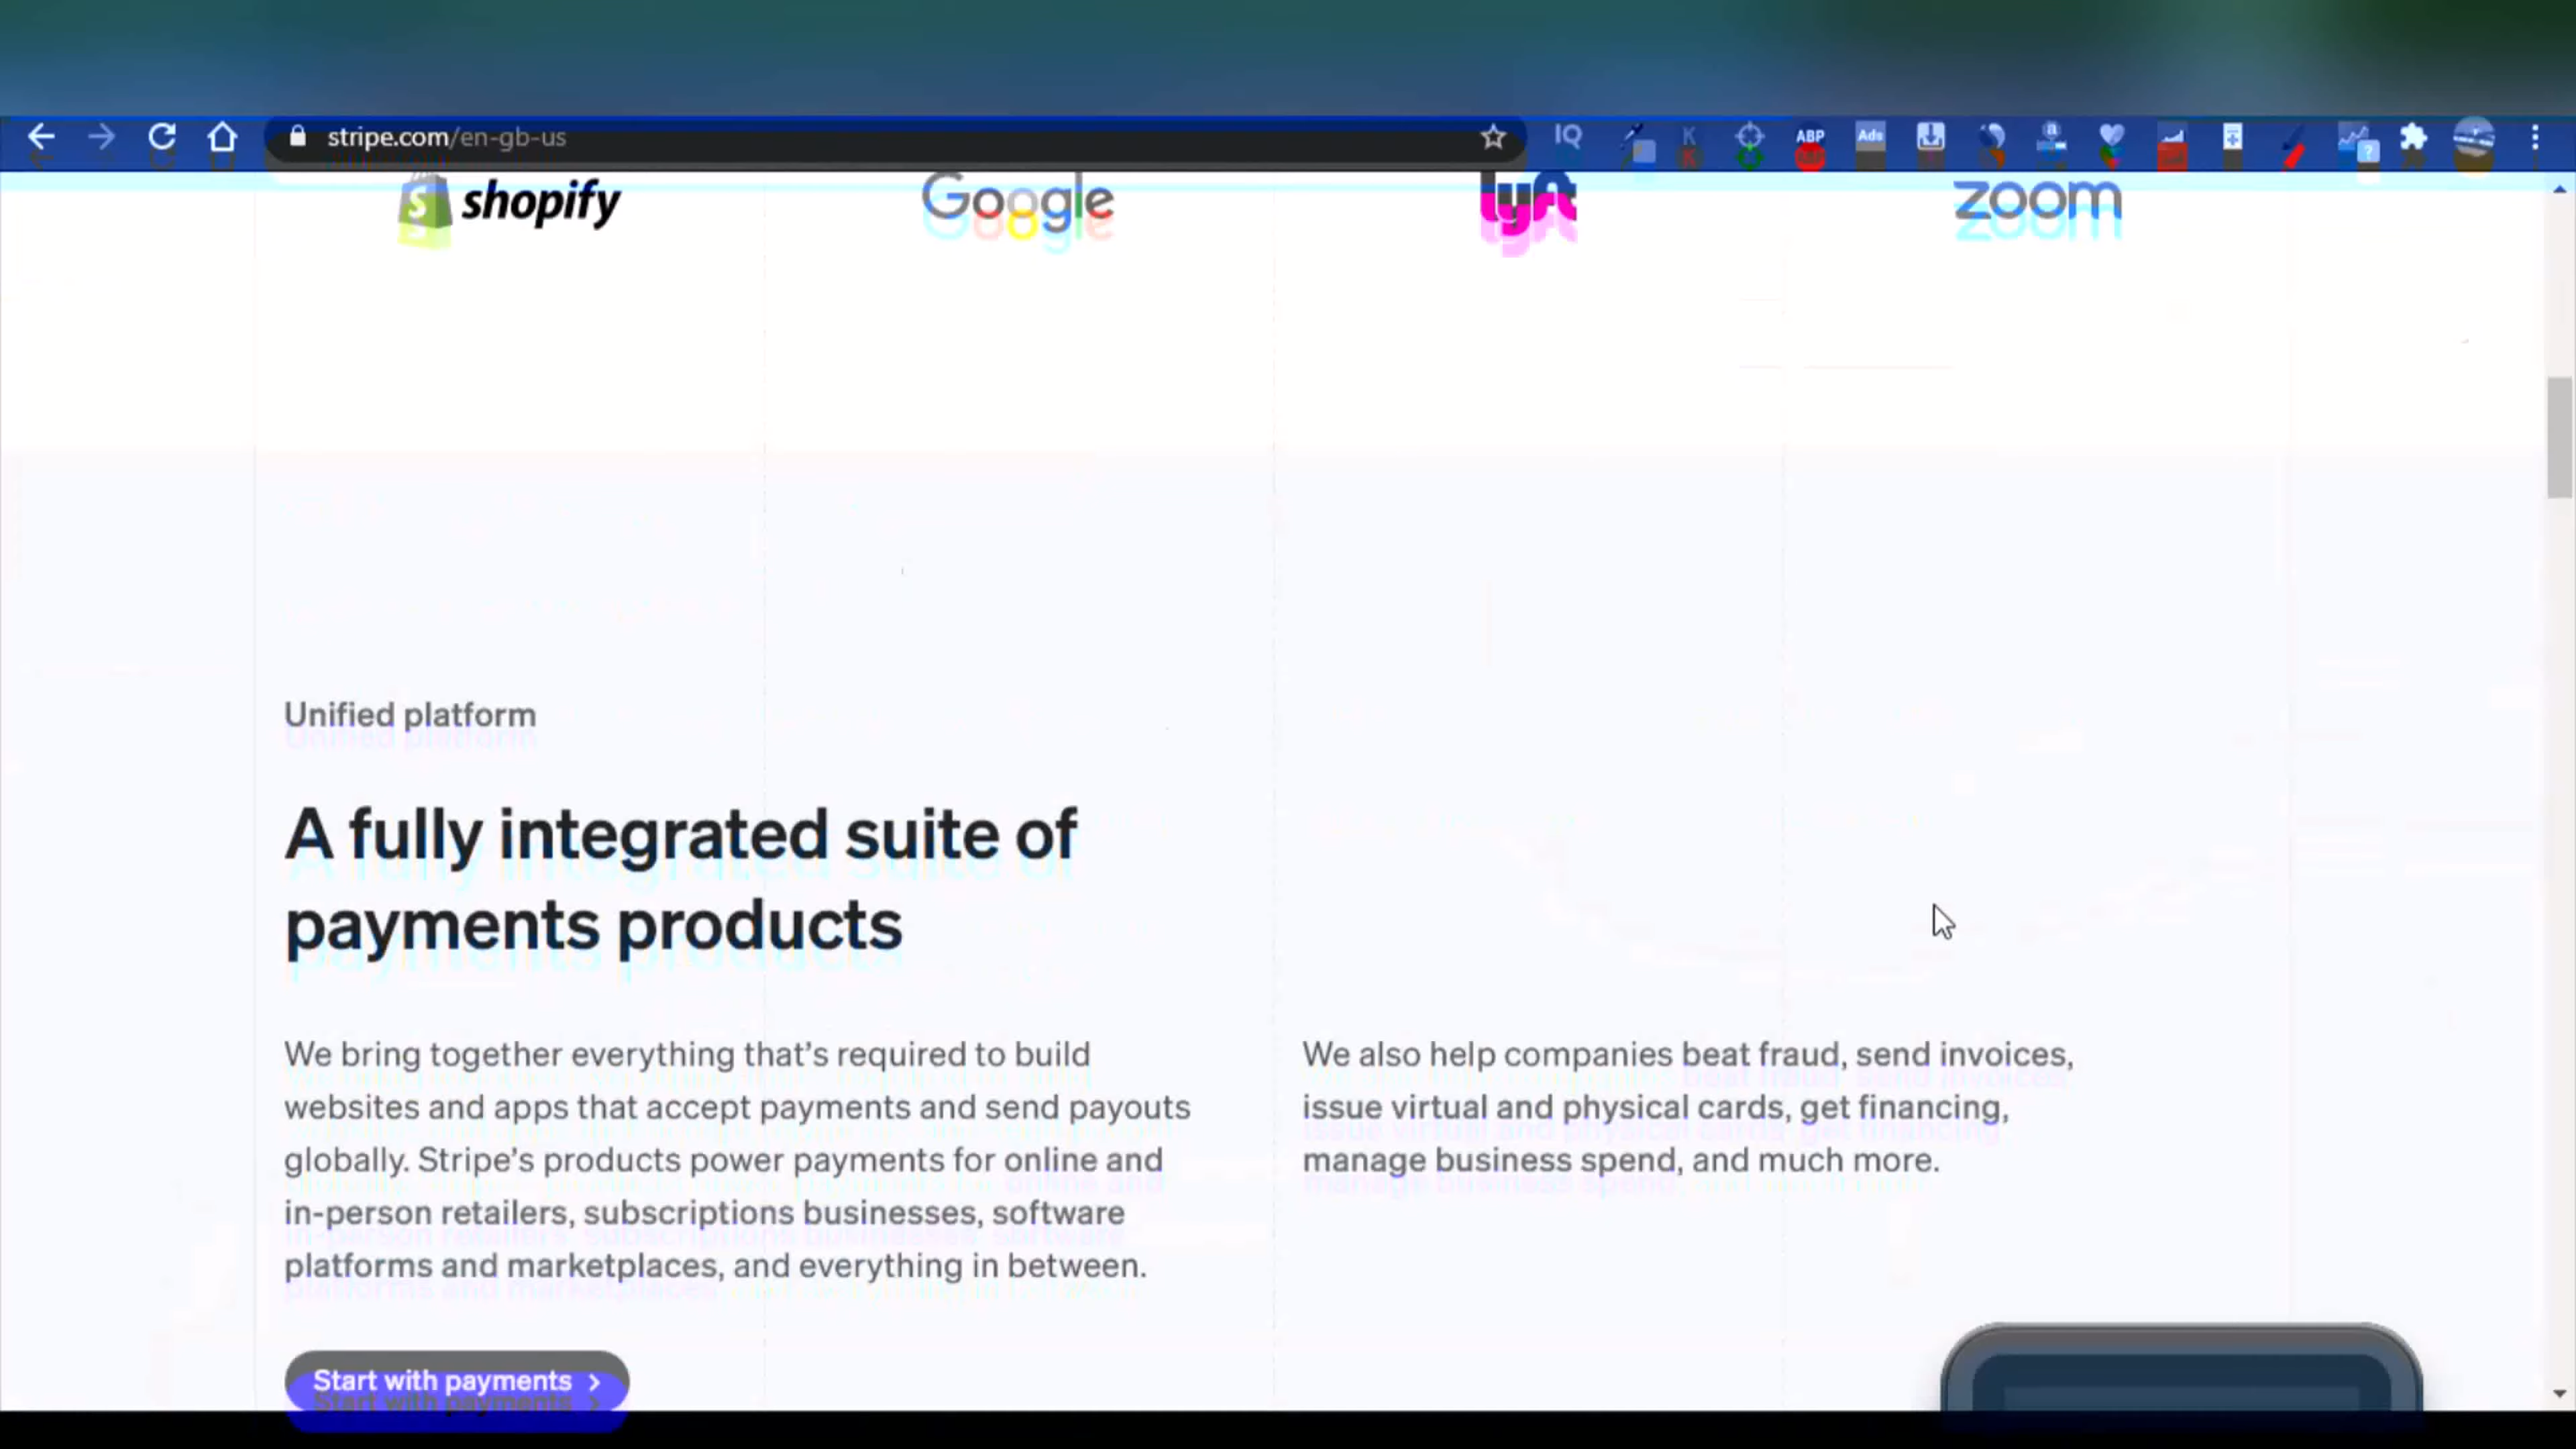 stripe.com/en-gb-us
IQ
K
ABP
Ads
shopify
Google
lyft
zoom
Unified platform
A fully integrated suite of
payments products
We bring together everything that's required to build
websites and apps that accept payments and send payouts
globally. Stripe's products power payments for online and
in-person retailers, subscriptions businesses, software
platforms and marketplaces, and everything in between.
We also help companies beat fraud, send invoices,
issue virtual and physical cards, get financing,
manage business spend, and much more.
Start with payments